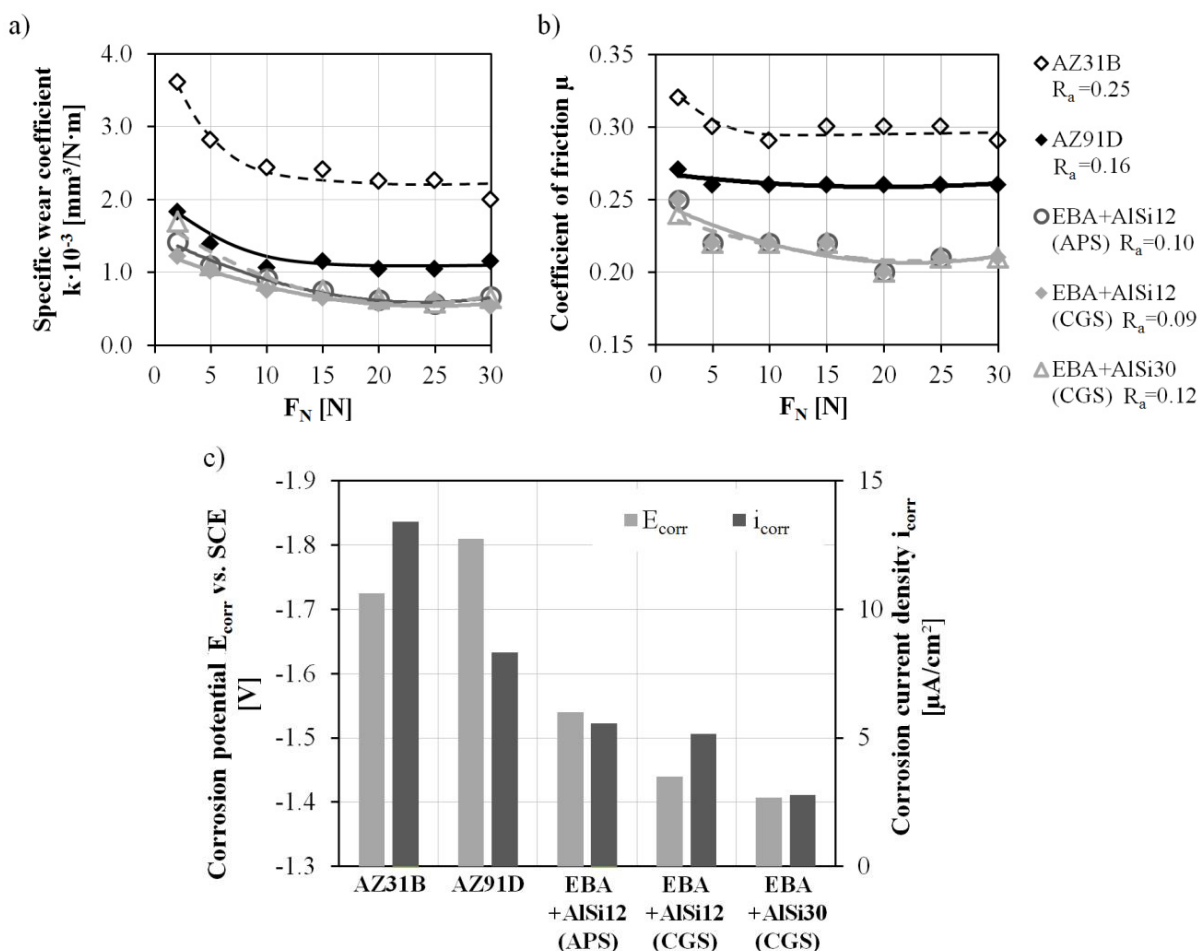 a)
Specific wear coefficient
k·10⁻³ [mm³/N·m]
4.0
3.0
2.0
1.0
0.0
0 5 10 15 20 25 30
F_N [N]
b)
Coefficient of friction μ
0.35
0.30
0.25
0.20
0.15
0 5 10 15 20 25 30
F_N [N]
AZ31B
R_a=0.25
AZ91D
R_a=0.16
EBA+AlSi12
(APS) R_a=0.10
EBA+AlSi12
(CGS) R_a=0.09
EBA+AlSi30
(CGS) R_a=0.12
c)
Corrosion potential E_corr vs. SCE
[V]
-1.9
-1.8
-1.7
-1.6
-1.5
-1.4
-1.3
E_corr i_corr
15
10
5
0
Corrosion current density i_corr
[µA/cm²]
AZ31B AZ91D EBA EBA EBA
+AlSi12 +AlSi12 +AlSi30
(APS) (CGS) (CGS)